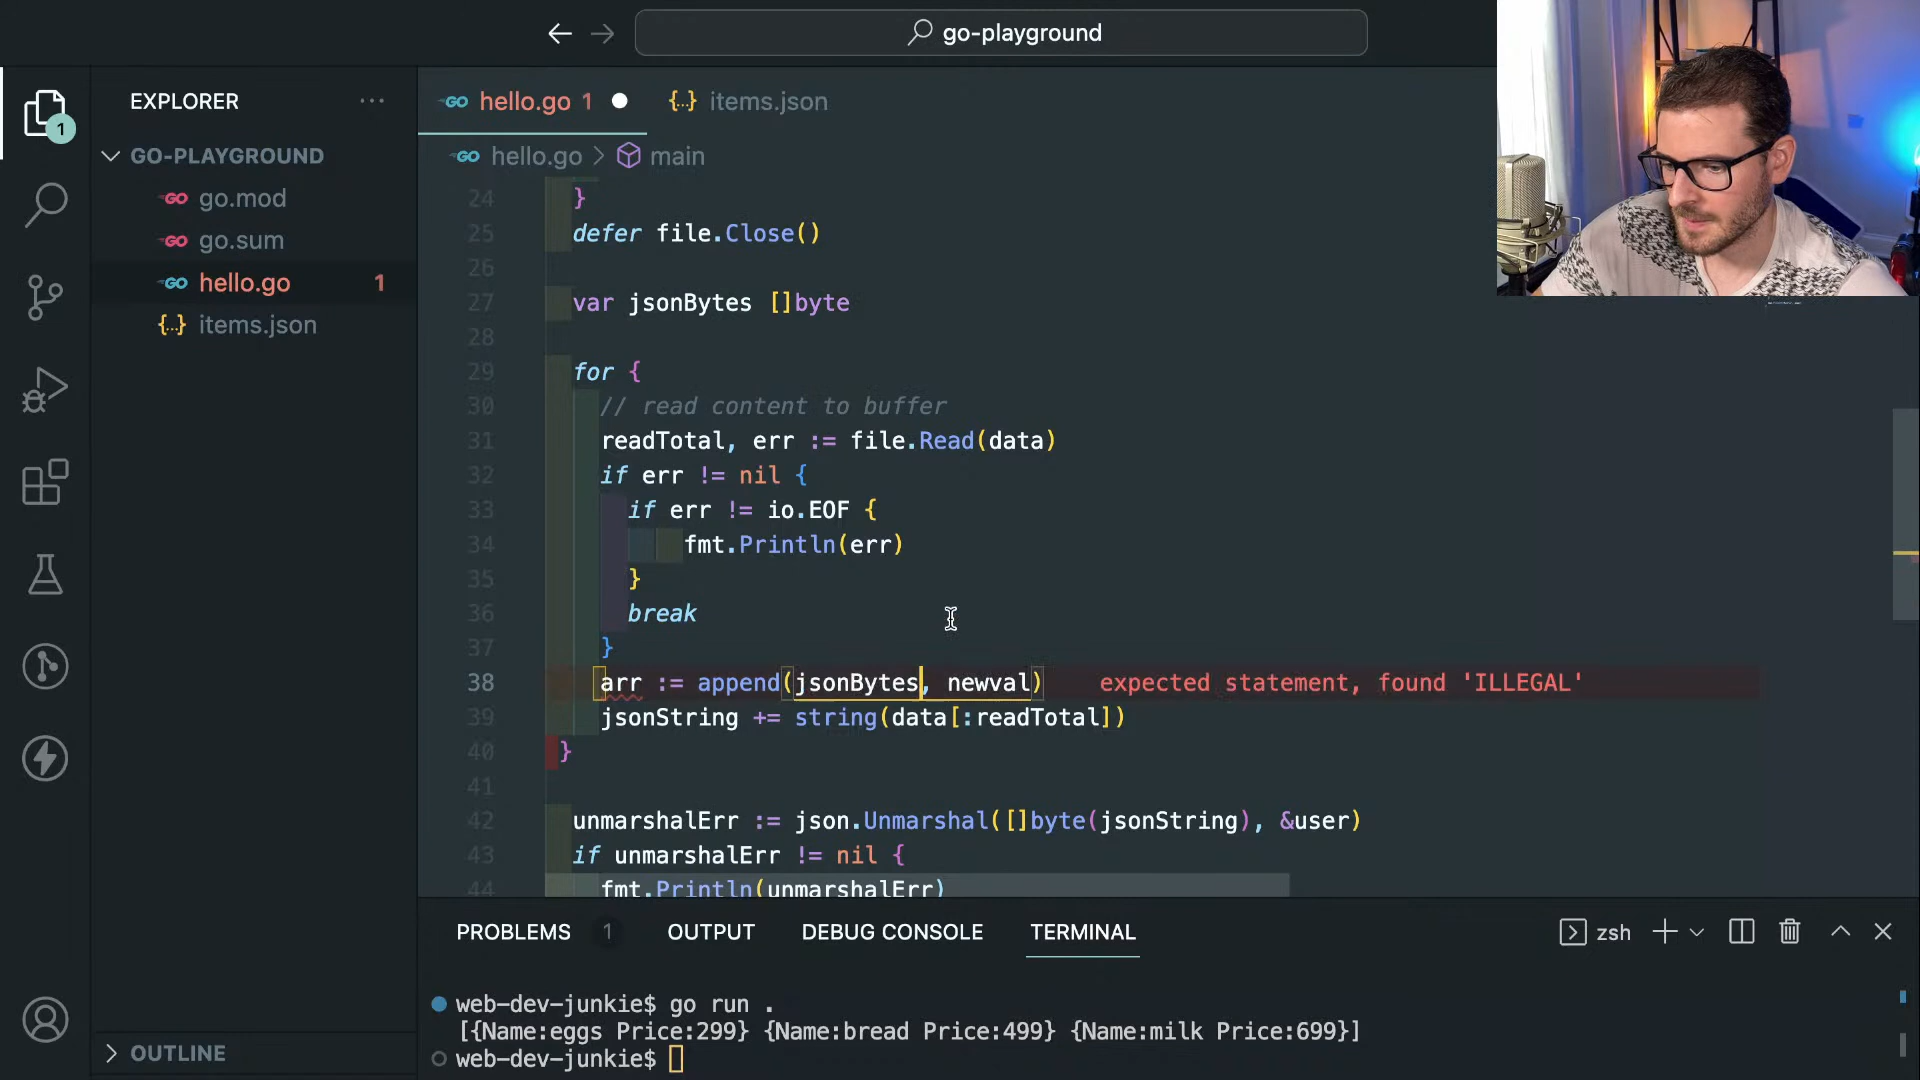 go-playground
EXPLORER
GO-PLAYGROUND
go.mod
go.sum
hello.go 1
items.json
OUTLINE
1
hello.go 1
{..} items.json
hello.go > main
24 }
25 defer file.Close()
26
27 var jsonBytes []byte
28
29 for {
30 // read content to buffer
31 readTotal, err := file.Read(data)
32 if err != nil {
33 if err != io.EOF {
34 fmt.Println(err)
35 }
36 break
37 }
38 arr := append(jsonBytes, newval) expected statement, found 'ILLEGAL'
39 jsonString += string(data[:readTotal])
40 }
41
42 unmarshalErr := json.Unmarshal([]byte(jsonString), &user)
43 if unmarshalErr != nil {
44 fmt.Println(unmarshalErr)
PROBLEMS 1 OUTPUT DEBUG CONSOLE TERMINAL zsh
web-dev-junkie$ go run .
[{Name:eggs Price:299} {Name:bread Price:499} {Name:milk Price:699}]
web-dev-junkie$